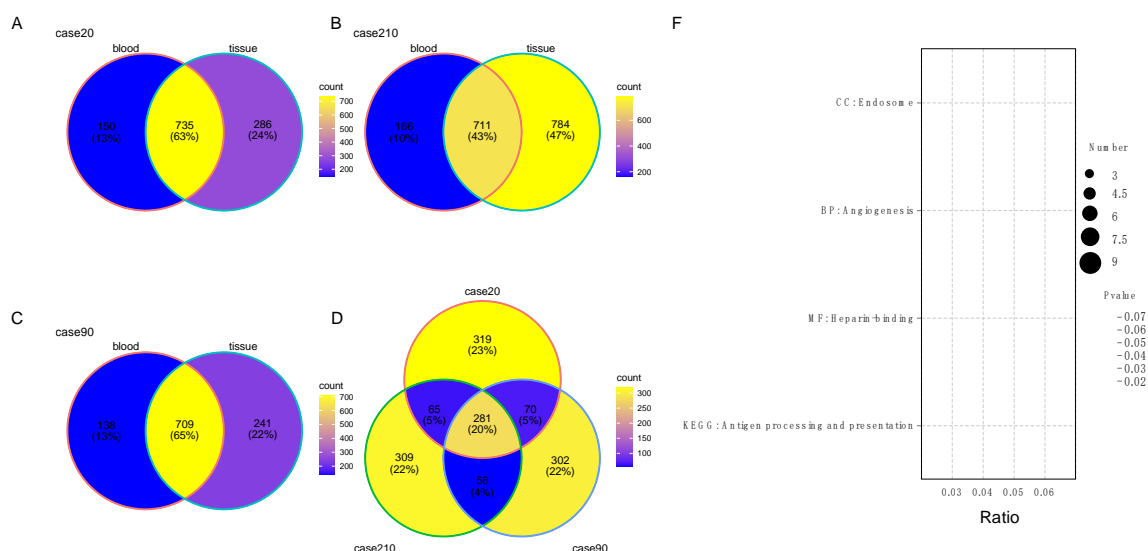 A
case20
blood
tissue
150
(13%)
735
(63%)
286
(24%)
count
700
600
500
400
300
200
B
case210
blood
tissue
166
(10%)
711
(43%)
784
(47%)
count
600
400
200
C
case90
blood
tissue
138
(13%)
709
(65%)
241
(22%)
count
700
600
500
400
300
200
D
case20
319
(23%)
65
(5%)
70
(5%)
281
(20%)
309
(22%)
302
(22%)
56
(4%)
case210
case90
count
300
250
200
150
100
F
CC:Endosome
BP:Angiogenesis
MF:Heparin-binding
KEGG:Antigen processing and presentation
0.03 0.04 0.05 0.06
Ratio
Number
3
4.5
6
7.5
9
Pvalue
-0.07
-0.06
-0.05
-0.04
-0.03
-0.02